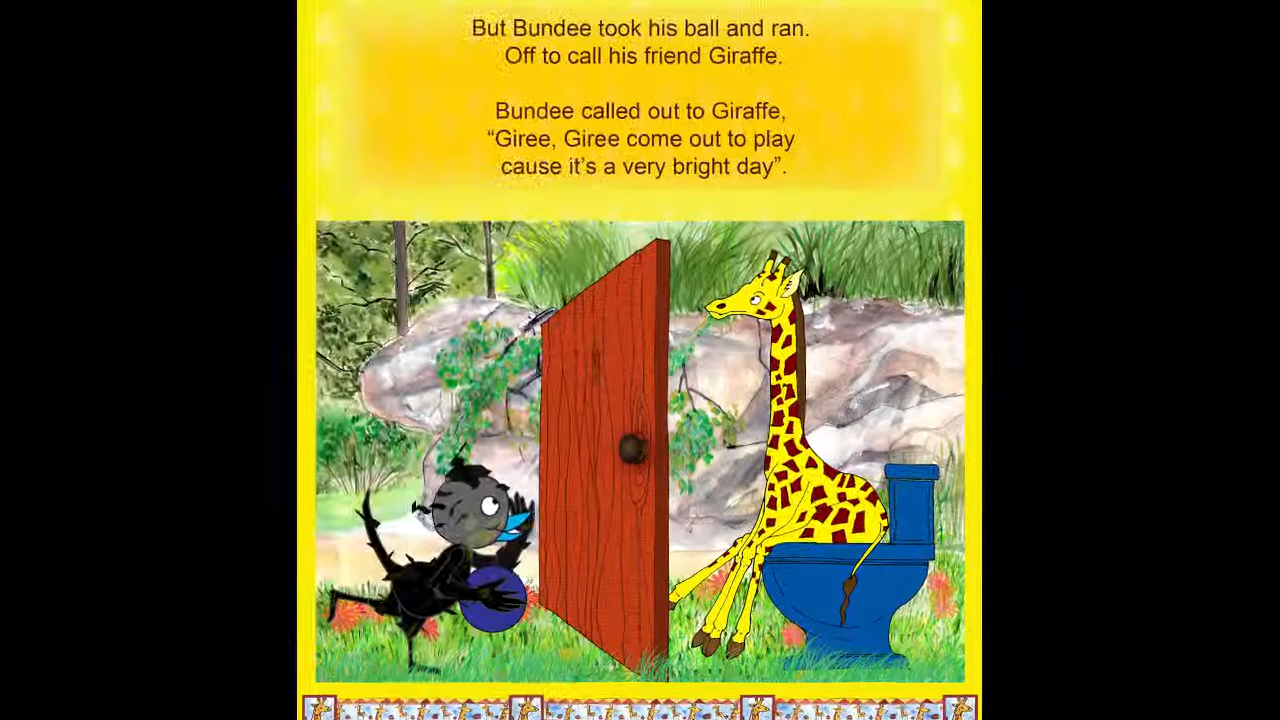 But Bundee took his ball and ran.
Off to call his friend Giraffe.
Bundee called out to Giraffe,
“Giree, Giree come out to play
cause it’s a very bright day”.